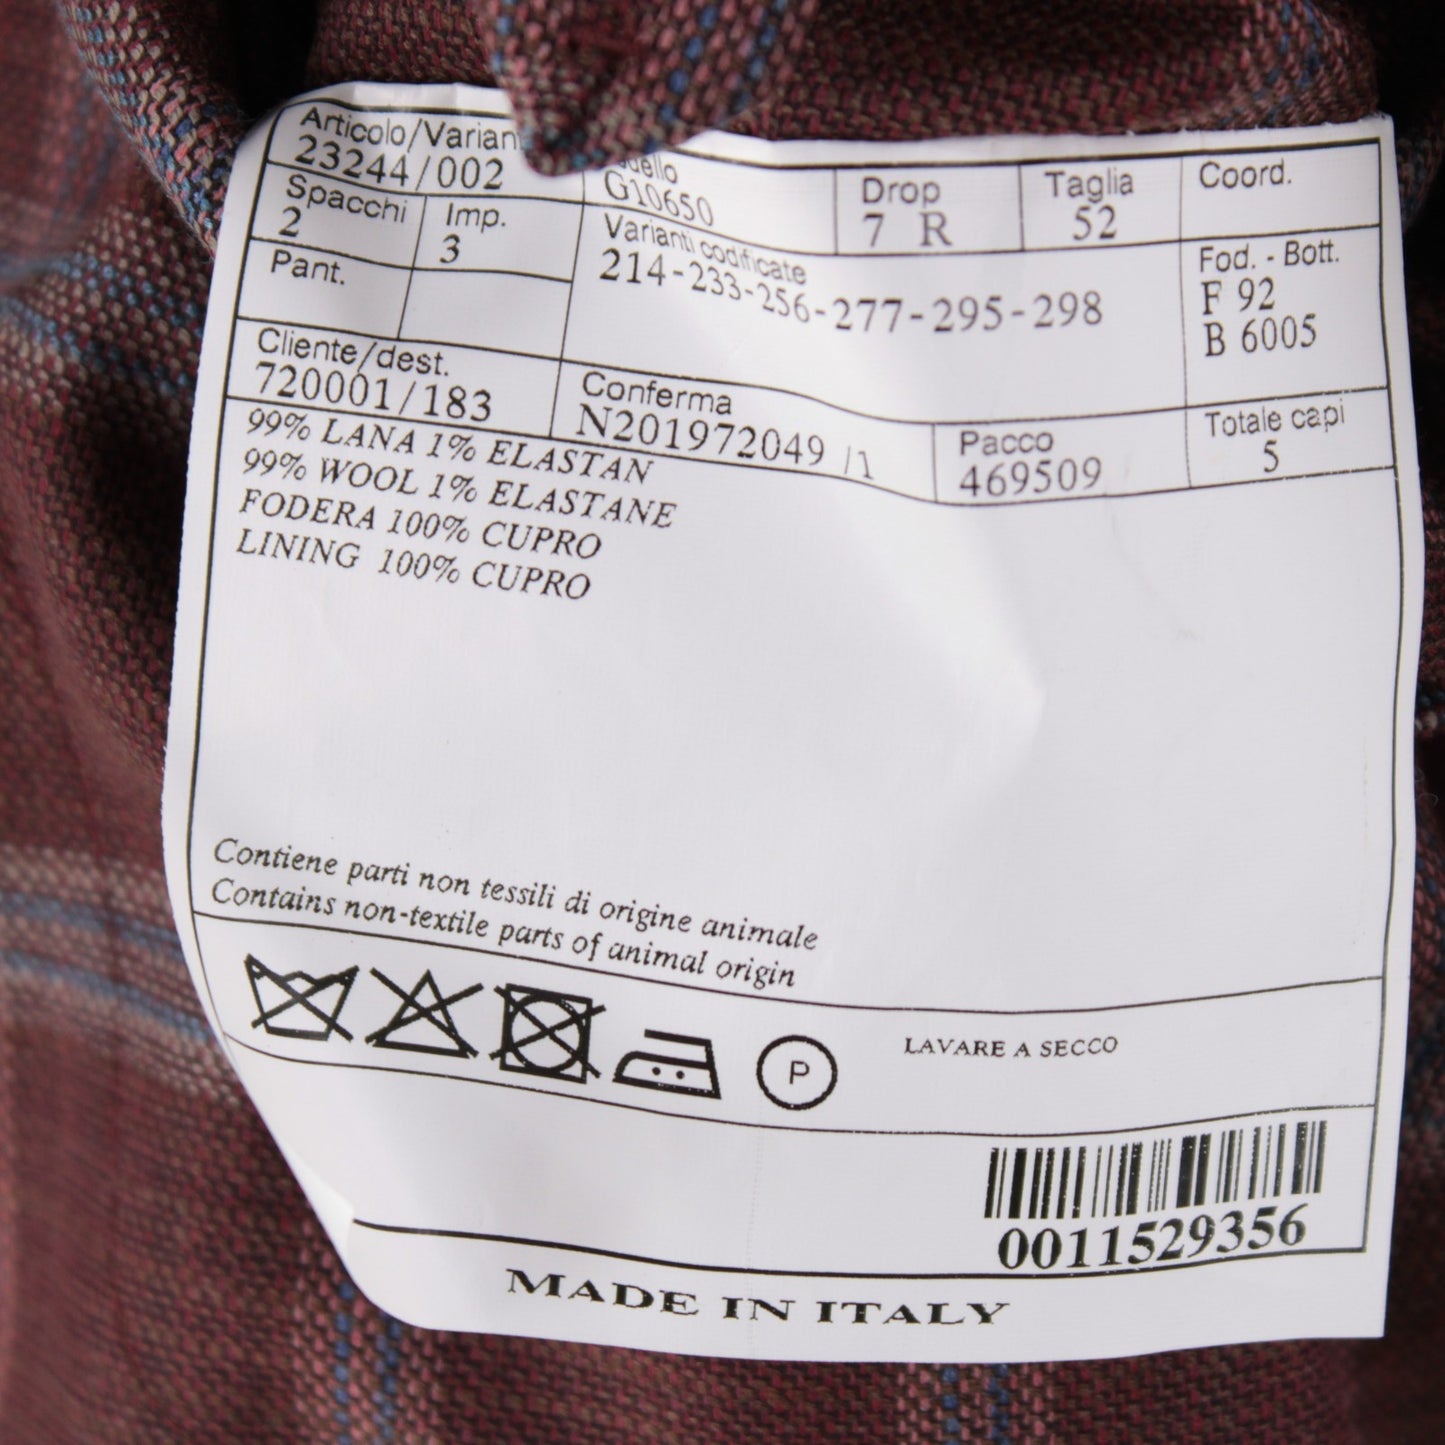 Articolo/Varian
23244/002
G10650
Drop
7 R
Taglia
52
Coord.
Spacchi
2
Imp.
3
Varianti codificate
214-233-256-277-295-298
Fod. - Bott.
F 92
B 6005
Pant.
Cliente/dest.
720001/183
Conferma
N201972049 /1
Pacco
469509
Totale capi
5
99% LANA 1% ELASTAN
99% WOOL 1% ELASTANE
FODERA 100% CUPRO
LINING 100% CUPRO
Contiene parti non tessili di origine animale
Contains non-textile parts of animal origin
P
LAVARE A SECCO
0011529356
MADE IN ITALY